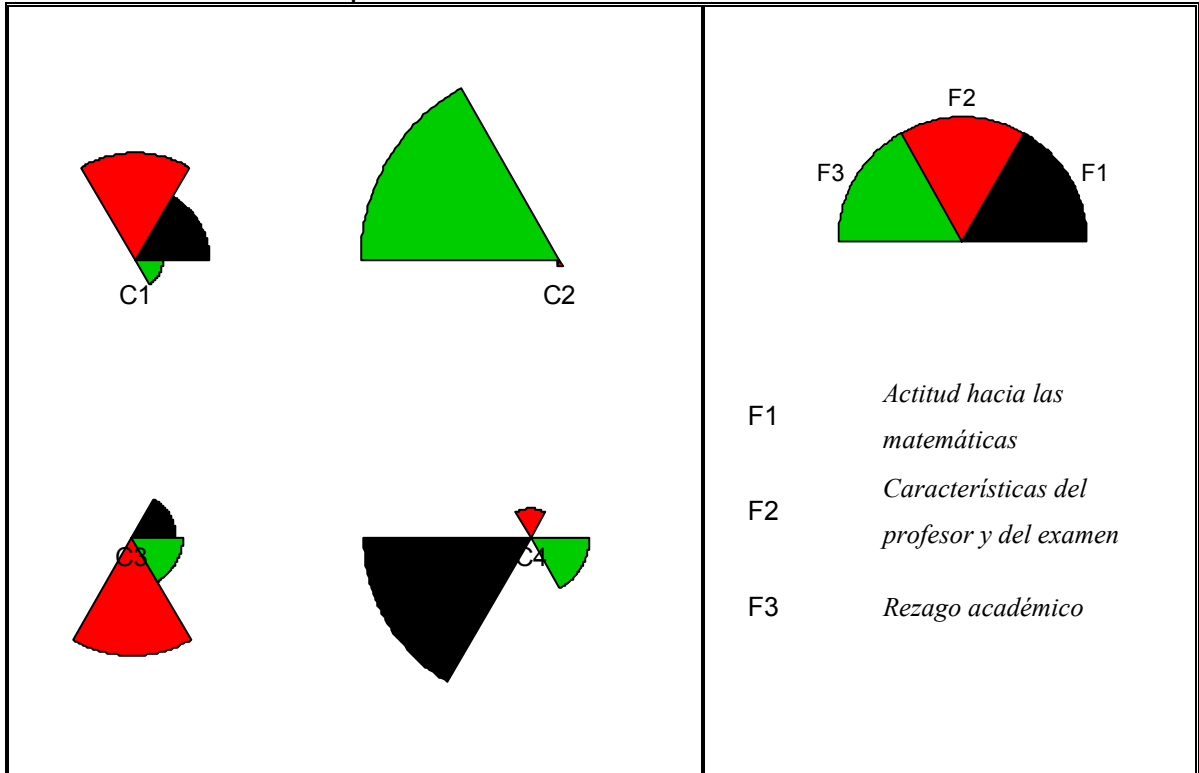 C1
C2
C3
C4
F2
F3
F1
F1
Actitud hacia las
matemáticas
F2
Características del
profesor y del examen
F3
Rezago académico